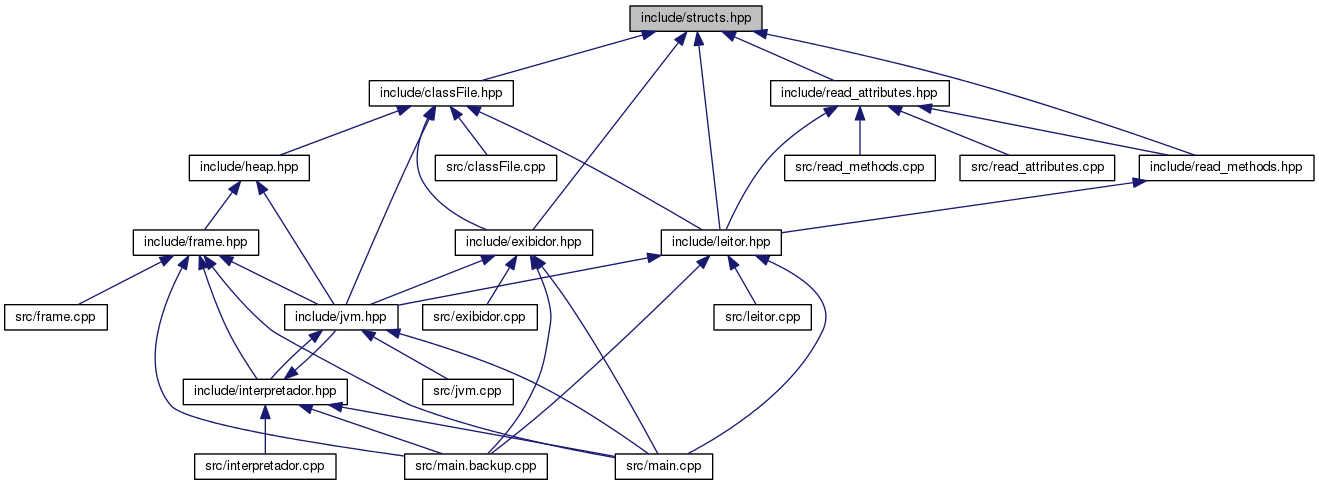 include/structs.hpp
include/classFile.hpp
include/read_attributes.hpp
include/heap.hpp
src/classFile.cpp
src/read_methods.cpp
src/read_attributes.cpp
include/read_methods.hpp
include/frame.hpp
include/exibidor.hpp
include/leitor.hpp
src/frame.cpp
include/jvm.hpp
src/exibidor.cpp
src/leitor.cpp
include/interpretador.hpp
src/jvm.cpp
src/interpretador.cpp
src/main.backup.cpp
src/main.cpp